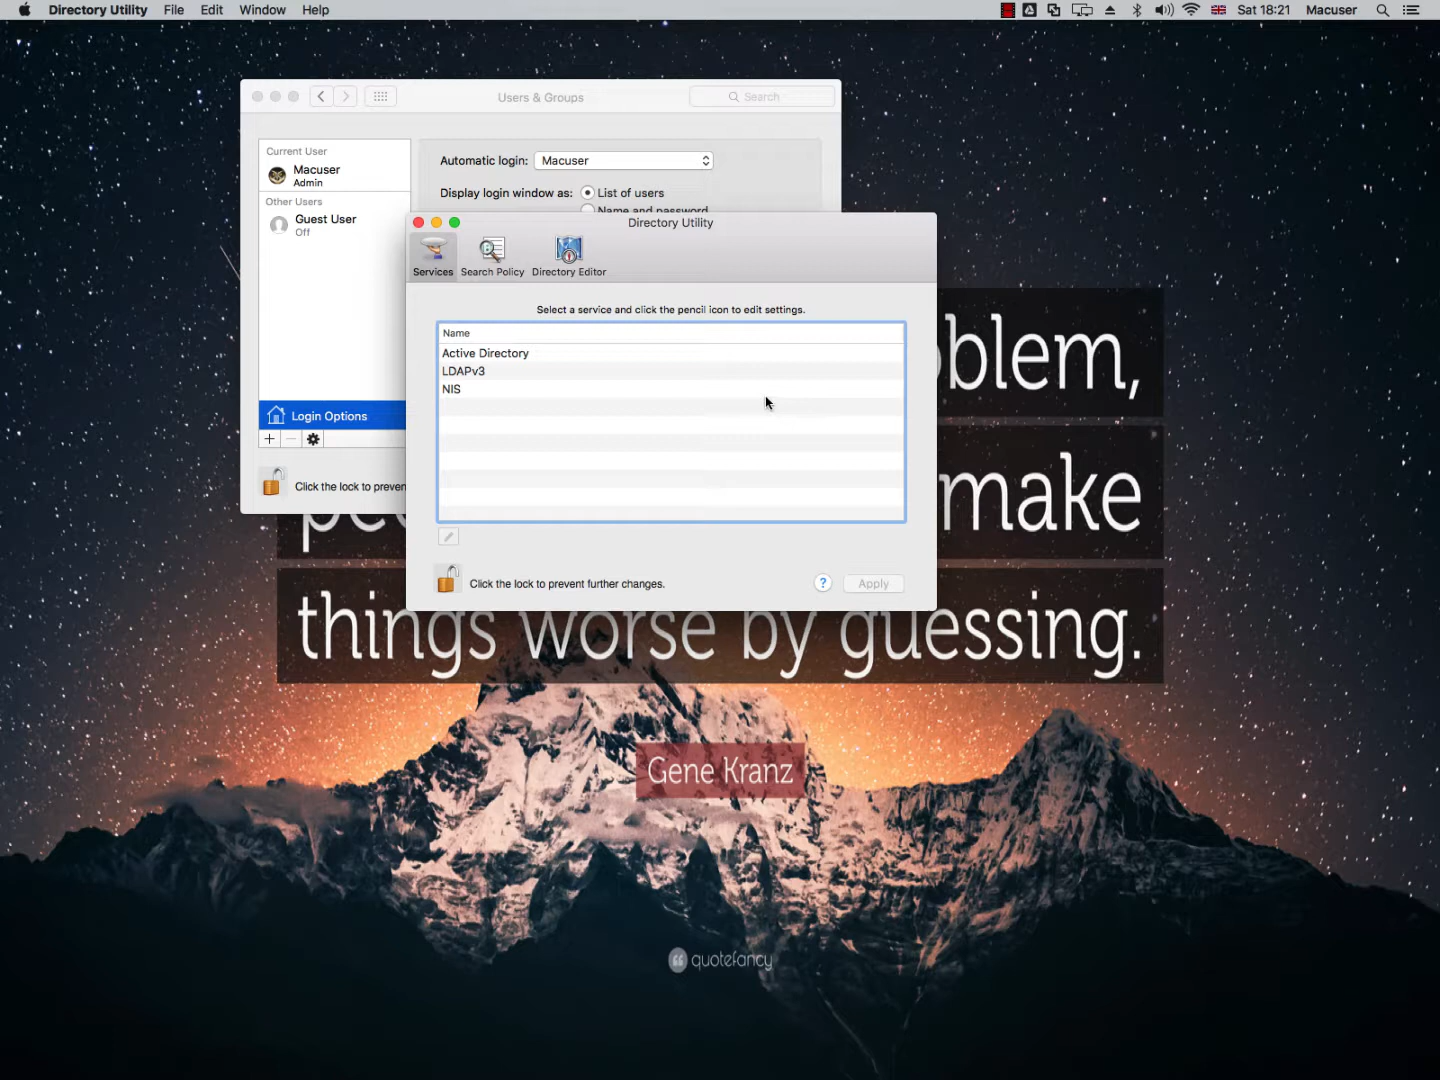 Directory Utility File Edit Window Help Sat 18:21 Macuser
Users & Groups
Search
Current User
Macuser
Admin
Other Users
Guest User
Off
Login Options
Click the lock to preven
Automatic login: Macuser
Display login window as: List of users
Name and password
Directory Utility
Services Search Policy Directory Editor
Select a service and click the pencil icon to edit settings.
Name
Active Directory
LDAPv3
NIS
Click the lock to prevent further changes.
? Apply
oblem,
make
things worse by guessing.
Gene Kranz
quotefancy